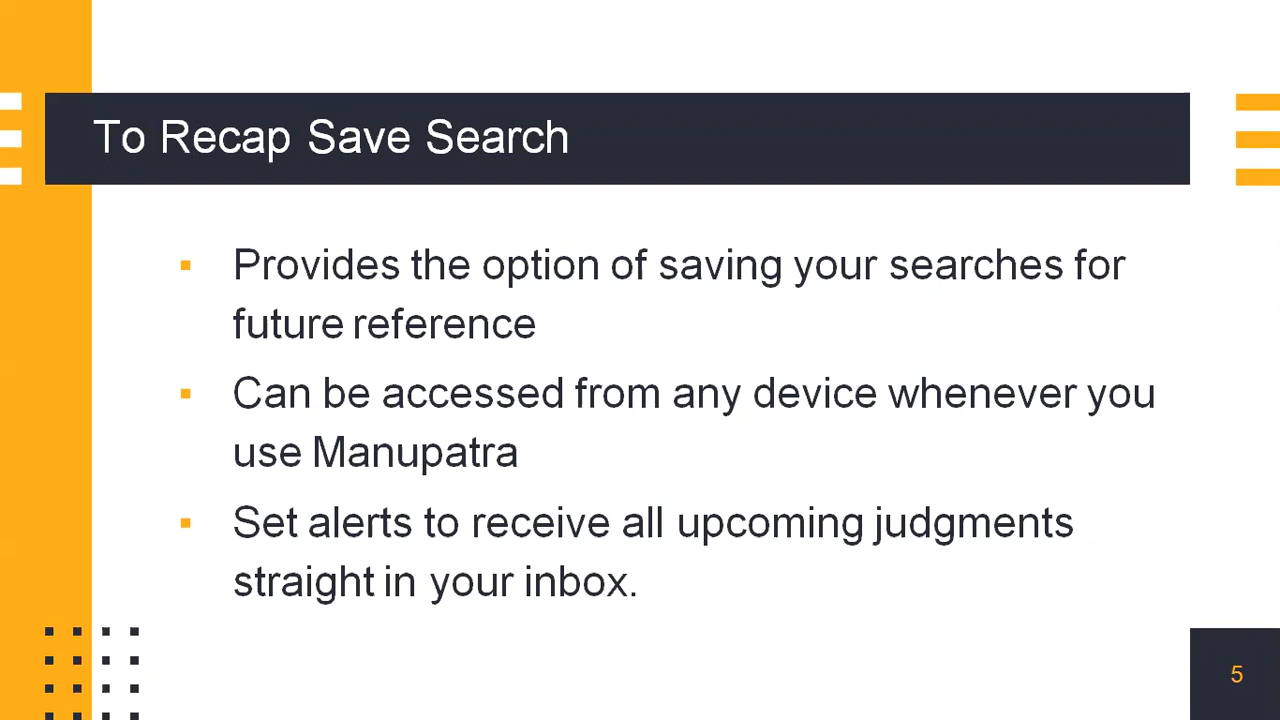 To Recap Save Search
▪ Provides the option of saving your searches for
future reference
▪ Can be accessed from any device whenever you
use Manupatra
▪ Set alerts to receive all upcoming judgments
straight in your inbox.
5